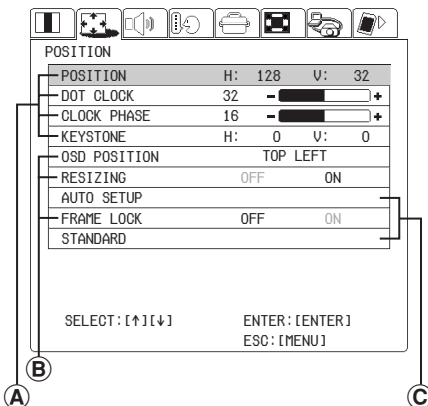 POSITION
POSITION H: 128 V: 32
DOT CLOCK 32 - +
CLOCK PHASE 16 - +
KEYSTONE H: 0 V: 0
OSD POSITION TOP LEFT
RESIZING OFF ON
AUTO SETUP
FRAME LOCK OFF ON
STANDARD
SELECT:[↑][↓] ENTER:[ENTER]
ESC:[MENU]
B
A C